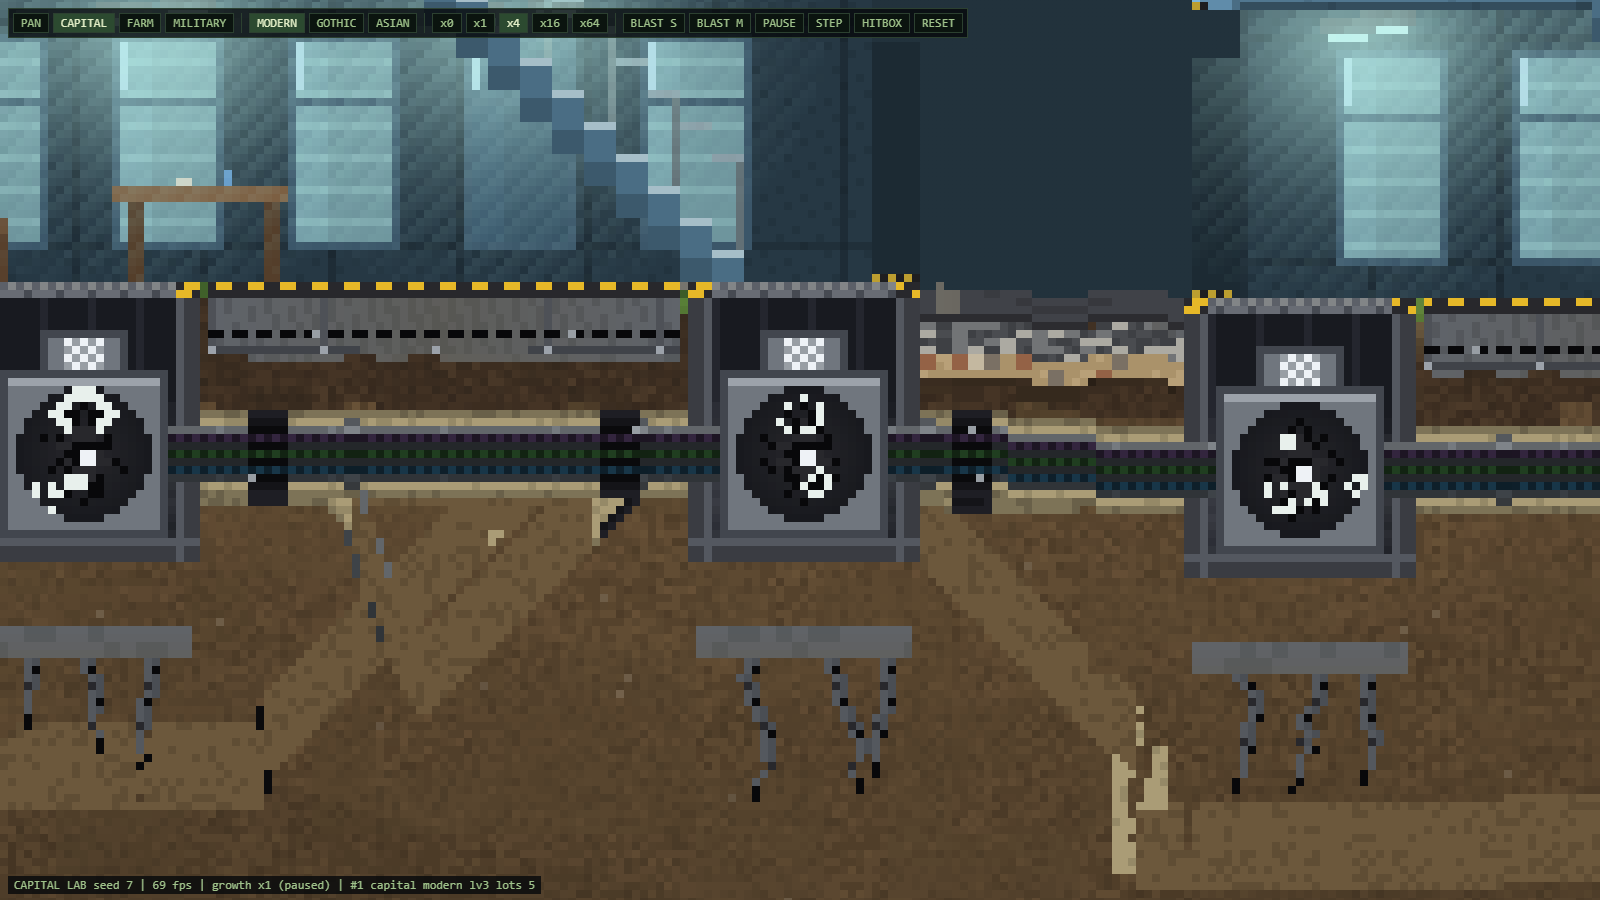 PAN CAPITAL FARM MILITARY MODERN GOTHIC ASIAN x0 x1 x4 x16 x64 BLAST S BLAST M PAUSE STEP HITBOX RESET
CAPITAL LAB seed 7 | 69 fps | growth x1 (paused) | #1 capital modern lv3 lots 5